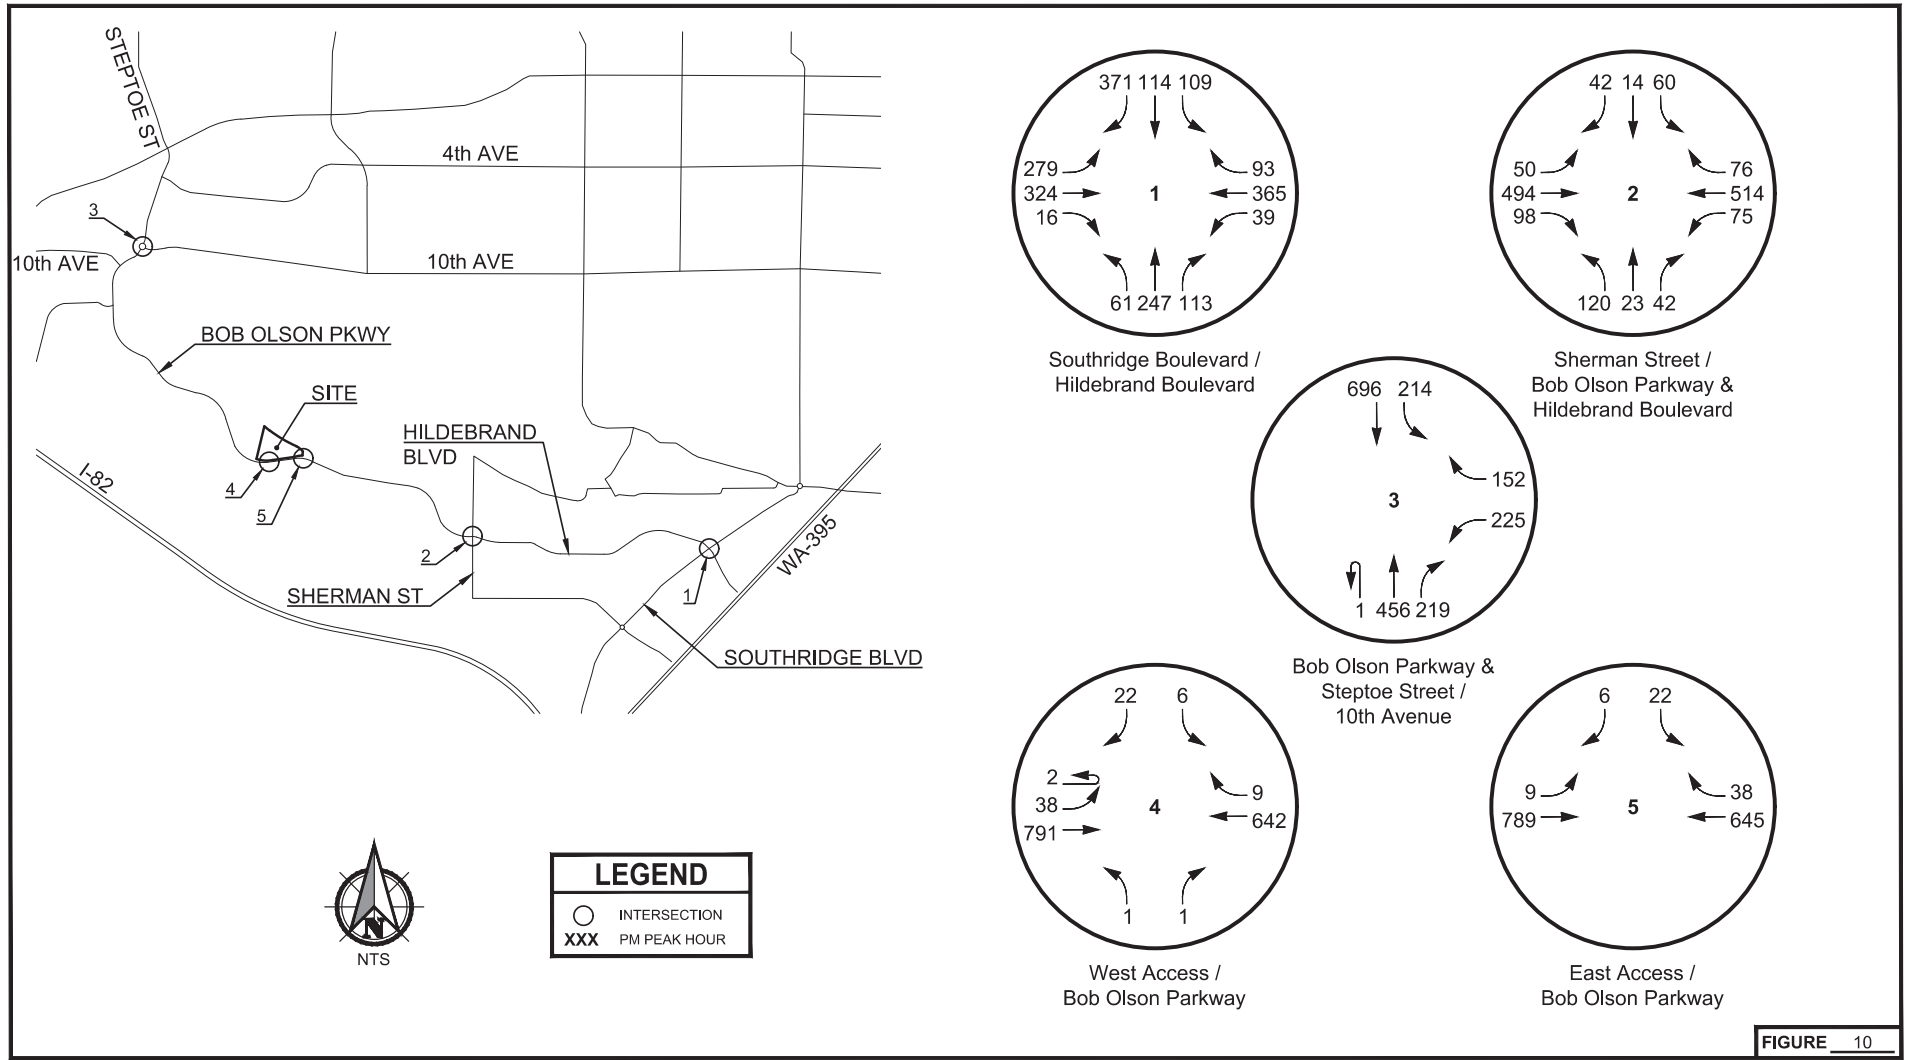 STEPTOE ST
4th AVE
3
10th AVE
10th AVE
BOB OLSON PKWY
SITE
HILDEBRAND
BLVD
I-82
4
5
2
WA-395
SHERMAN ST
1
SOUTHRIDGE BLVD
N
NTS
LEGEND
INTERSECTION
XXX PM PEAK HOUR
371 114 109
279 93
324 1 365
16 39
61 247 113
Southridge Boulevard /
Hildebrand Boulevard
42 14 60
50 76
494 2 514
98 75
120 23 42
Sherman Street /
Bob Olson Parkway &
Hildebrand Boulevard
696 214
152
3
225
1 456 219
Bob Olson Parkway &
Steptoe Street /
10th Avenue
22 6
2
38 4 9
791 642
1 1
West Access /
Bob Olson Parkway
6 22
9 5 38
789 645
East Access /
Bob Olson Parkway
FIGURE 10